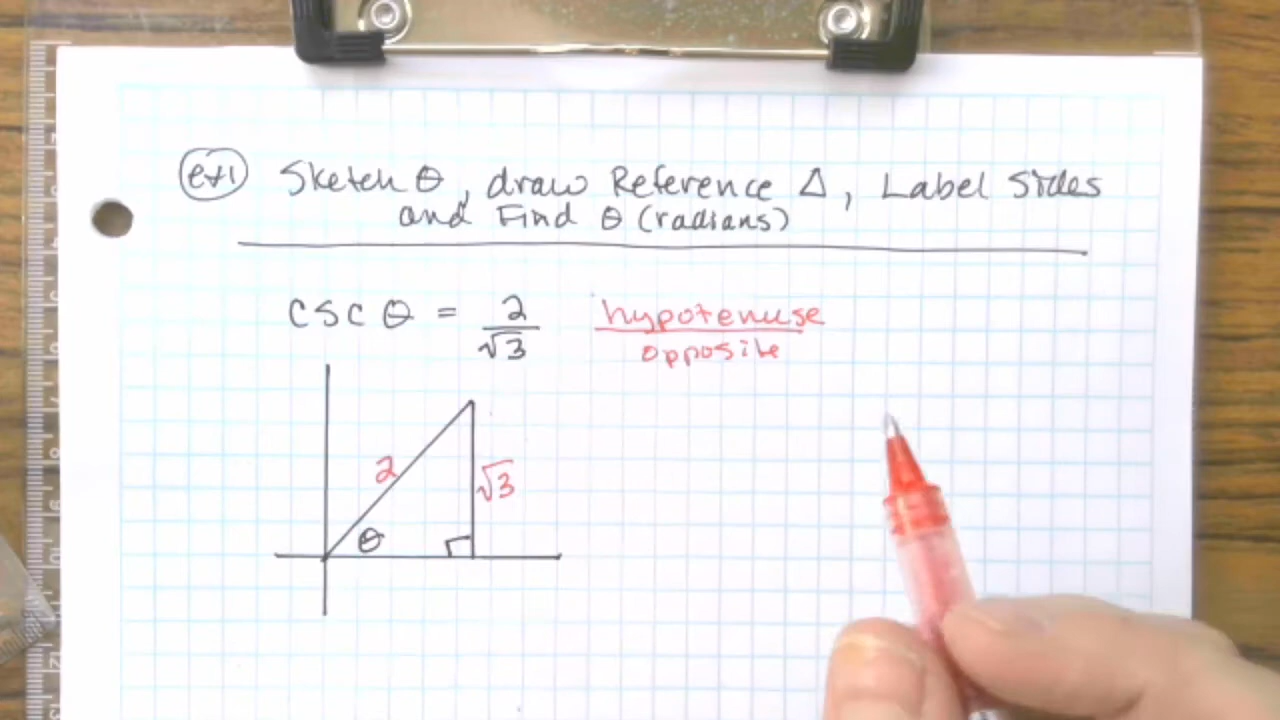 ex1 Sketch θ, draw Reference Δ, Label Sides
and Find θ (radians)
csc θ = 2/√3 hypotenuse/opposite
2
√3
θ